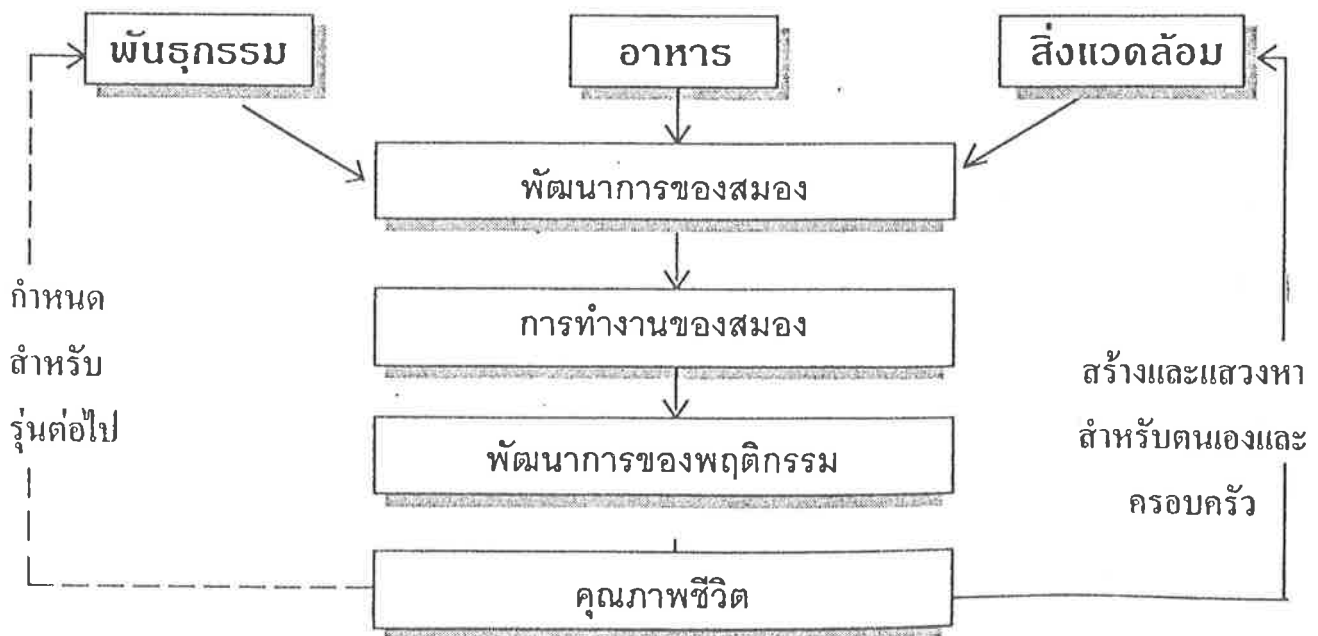 พันธุกรรม
อาหาร
สิ่งแวดล้อม
พัฒนาการของสมอง
การทำงานของสมอง
พัฒนาการของพฤติกรรม
คุณภาพชีวิต
กำหนด
สำหรับ
รุ่นต่อไป
สร้างและแสวงหา
สำหรับตนเองและ
ครอบครัว